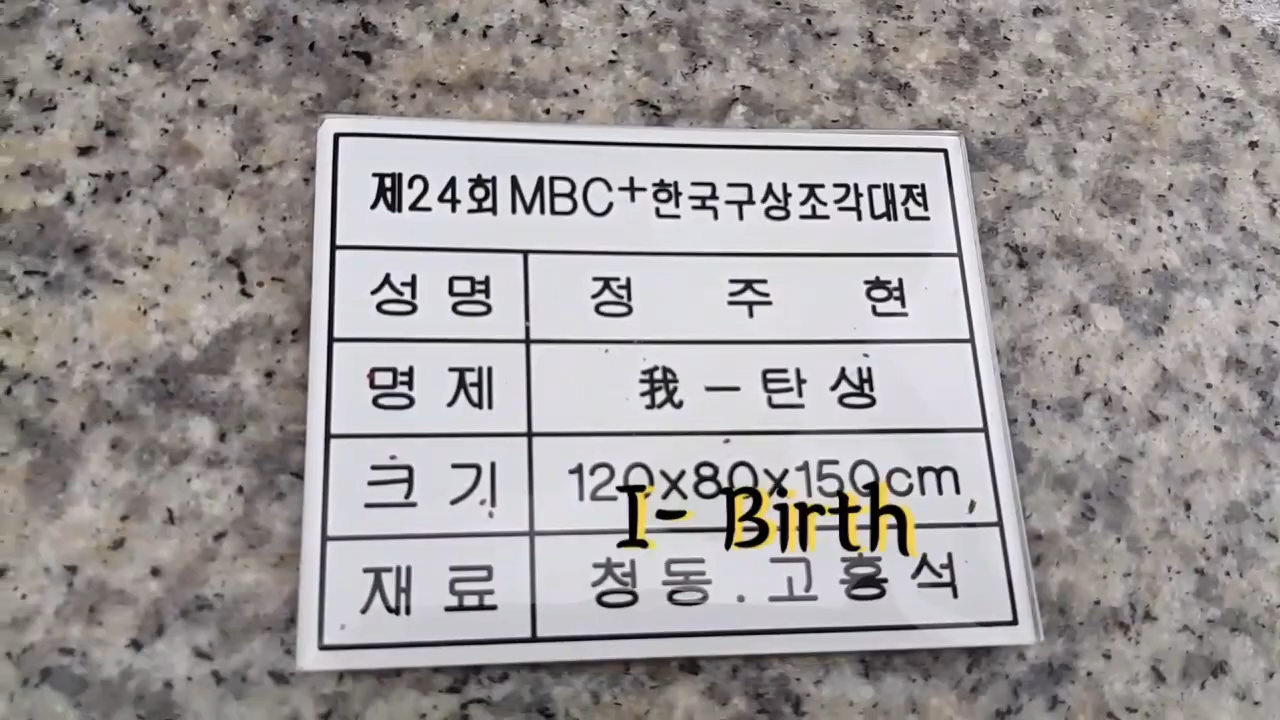 제24회 MBC+한국구상조각대전
성명 정주현
명제 我-탄생
크기 120x80x150cm
I- Birth
재료 청동.고흥석